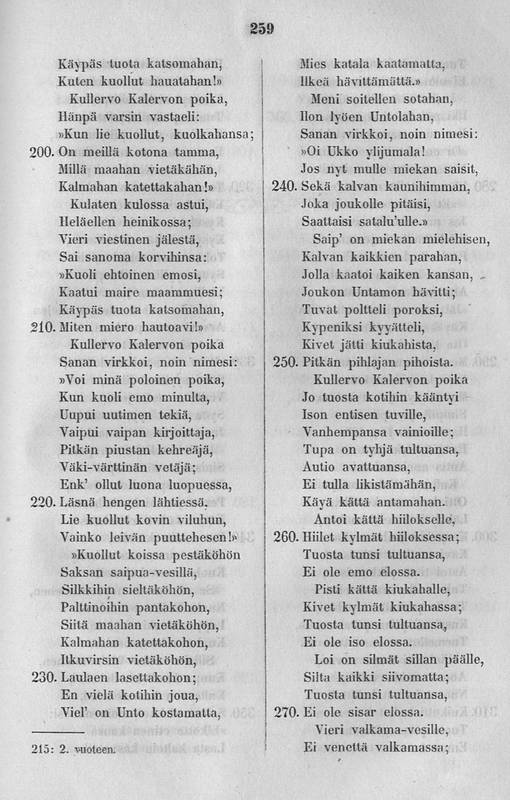 259
Käypäs tuota katsomahan,
Kuten kuollut hauatahan!»
Kullervo Kalervon poika,
Hänpä varsin vastaeli:
»Kun lie kuollut, kuolkahansa;
200. On meillä kotona tamma,
Millä maahan vietäkähän,
Kalmahan katettakahan!»
Kulaten kulossa astui,
Heläellen heinikossa;
Vieri viestinen jälestä,
Sai sanoma korvihinsa:
»Kuoli ehtoinen emosi,
Kaatui maire maammuesi;
Käypäs tuota katsomahan,
210. Miten miero hautoavi!»
Kullervo Kalervon poika
Sanan virkkoi, noin nimesi:
»Voi minä poloinen poika,
Kun kuoli emo minulta,
Uupui uutimen tekiä,
Vaipui vaipan kirjoittaja,
Pitkän piustan kehreäjä,
Väki-värttinän vetäjä;
Enk' ollut luona luopuessa,
220. Läsnä hengen lähtiessä.
Lie kuollut kovin viluhun,
Vainko leivän puuttehesen!»
»Kuollut koissa pestäköhön
Saksan saipua-vesillä,
Silkkihin sieltäköhön,
Palttinoihin pantakohon,
Siitä maahan vietäköhön,
Kalmahan katettakohon,
Itkuvirsin vietäköhön,
230. Laulaen lasettakohon;
En vielä kotihin joua,
Viel' on Unto kostamatta,
215: 2. vuoteen.
Mies katala kaatamatta,
Ilkeä hävittämättä.»
Meni soitellen sotahan,
Ilon lyöen Untolahan,
Sanan virkkoi, noin nimesi:
»Oi Ukko ylijumala!
Jos nyt mulle miekan saisit,
240. Sekä kalvan kaunihimman,
Joka joukolle pitäisi,
Saattaisi satalu'ulle.»
Saip' on miekan mielehisen,
Kalvan kaikkien parahan,
Jolla kaatoi kaiken kansan,
Joukon Untamon hävitti;
Tuvat poltteli poroksi,
Kypeniksi kyyätteli,
Kivet jätti kiukahista,
250. Pitkän pihlajan pihoista.
Kullervo Kalervon poika
Jo tuosta kotihin kääntyi
Ison entisen tuville,
Vanhempansa vainioille;
Tupa on tyhjä tultuansa,
Autio avattuansa,
Ei tulla likistämähän,
Käyä kättä antamahan.
Antoi kättä hiilokselle,
260. Hiilet kylmät hiiloksessa;
Tuosta tunsi tultuansa,
Ei ole emo elossa.
Pisti kättä kiukahalle,
Kivet kylmät kiukahassa;
Tuosta tunsi tultuansa,
Ei ole iso elossa.
Loi on silmät sillan päälle,
Silta kaikki siivomatta;
Tuosta tunsi tultuansa,
270. Ei ole sisar elossa.
Vieri valkama-vesille,
Ei venettä valkamassa;